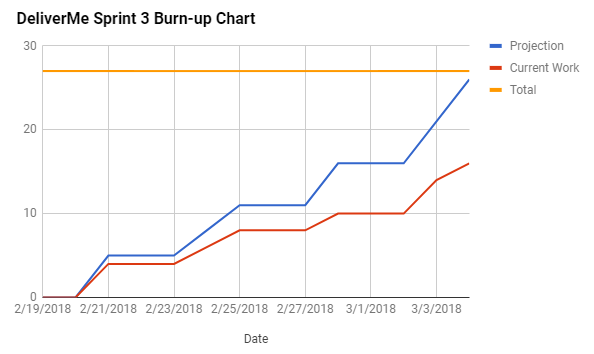 DeliverMe Sprint 3 Burn-up Chart
30
20
10
0
2/19/2018 2/21/2018 2/23/2018 2/25/2018 2/27/2018 3/1/2018 3/3/2018
Date
Projection
Current Work
Total